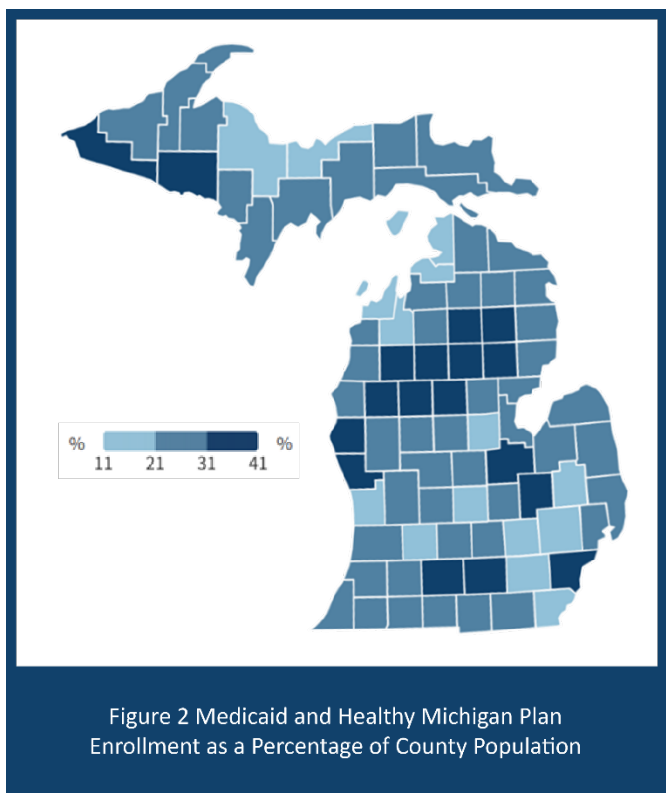 % %
11 21 31 41
Figure 2 Medicaid and Healthy Michigan Plan
Enrollment as a Percentage of County Population